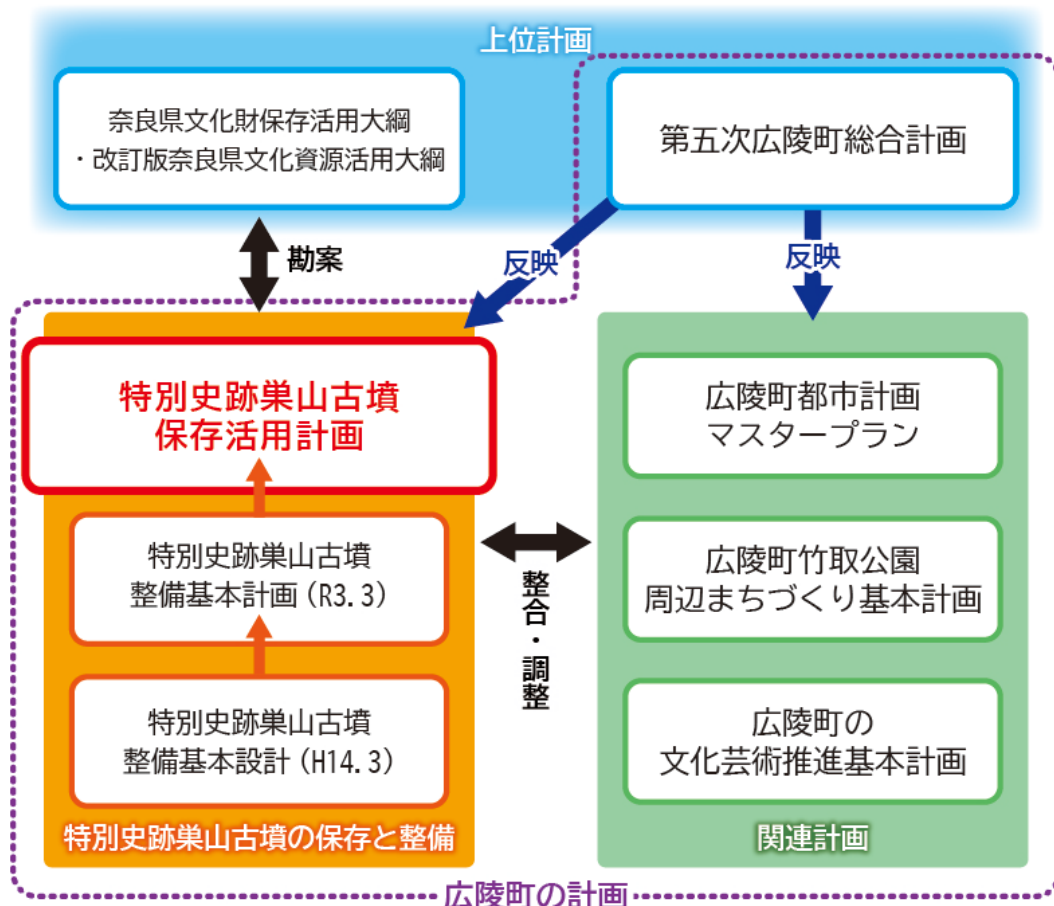 上位計画
奈良県文化財保存活用大綱
・改訂版奈良県文化資源活用大綱
第五次広陵町総合計画
勘案
反映
反映
特別史跡巣山古墳
保存活用計画
特別史跡巣山古墳
整備基本計画(R3.3)
特別史跡巣山古墳
整備基本設計(H14.3)
特別史跡巣山古墳の保存と整備
整合・調整
広陵町都市計画
マスタープラン
広陵町竹取公園
周辺まちづくり基本計画
広陵町の
文化芸術推進基本計画
関連計画
広陵町の計画